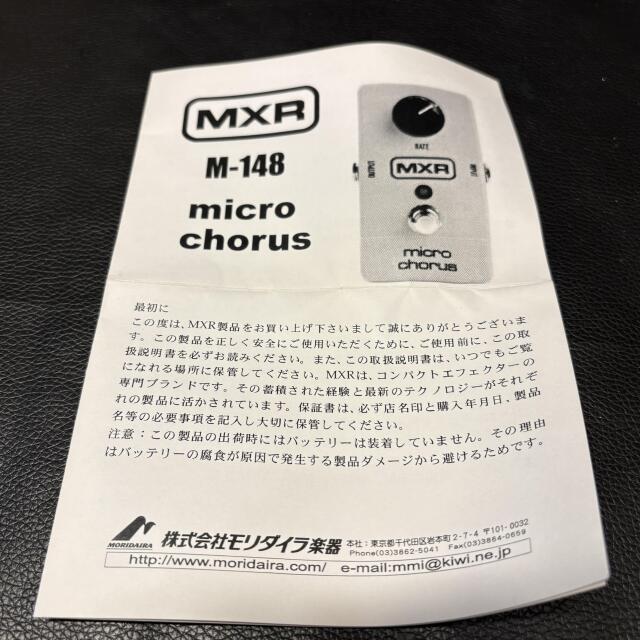 MXR
M-148
micro
chorus
RATE
OUTPUT
INPUT
MXR
micro
chorus
最初に
この度は、MXR製品をお買い上げ下さいまして誠にありがとうございま
す。この製品を正しく安全にご使用いただくために、ご使用前に、この取
扱説明書を必ずお読みください。また、この取扱説明書は、いつでもご覧
になれる場所に保管してください。MXRは、コンパクトエフェクターの
専門ブランドです。その蓄積された経験と最新のテクノロジーがそれぞ
れの製品に活かされています。保証書は、必ず店名印と購入年月日、製品
名等の必要事項を記入し大切に保管してください。
注意：この製品の出荷時にはバッテリーは装着していません。その理由
はバッテリーの腐食が原因で発生する製品ダメージから避けるためです。
MORIDAIRA
株式会社モリダイラ楽器
本社：東京都千代田区岩本町2-7-4 〒101-0032
Phone(03)3862-5041 Fax(03)3864-0659
http://www.moridaira.com/ e-mail:mmi@kiwi.ne.jp